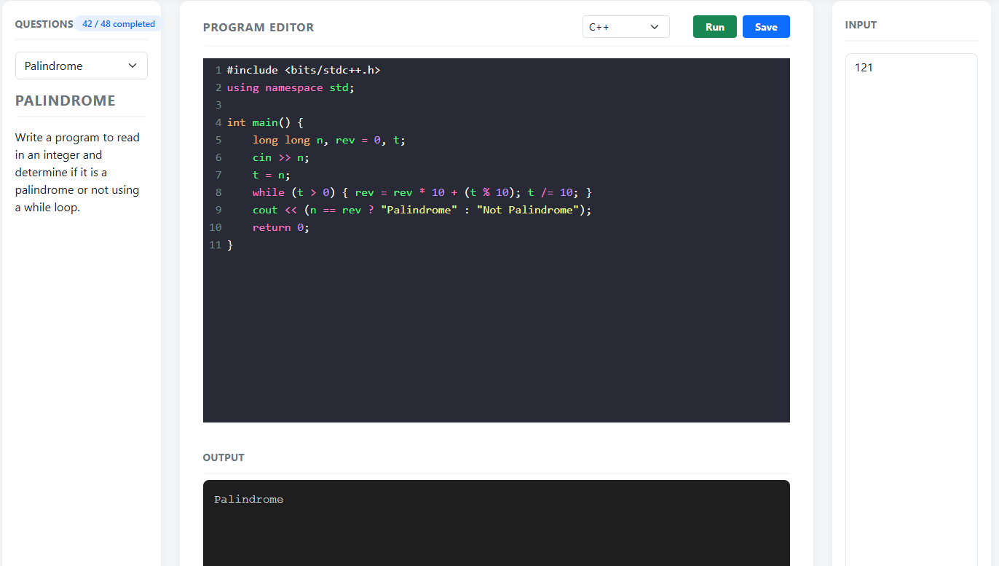 QUESTIONS 42 / 48 completed
Palindrome
PALINDROME
Write a program to read
in an integer and
determine if it is a
palindrome or not using
a while loop.
PROGRAM EDITOR
C++
Run
Save
1 #include <bits/stdc++.h>
2 using namespace std;
3
4 int main() {
5     long long n, rev = 0, t;
6     cin >> n;
7     t = n;
8     while (t > 0) { rev = rev * 10 + (t % 10); t /= 10; }
9     cout << (n == rev ? "Palindrome" : "Not Palindrome");
10     return 0;
11 }
OUTPUT
Palindrome
INPUT
121